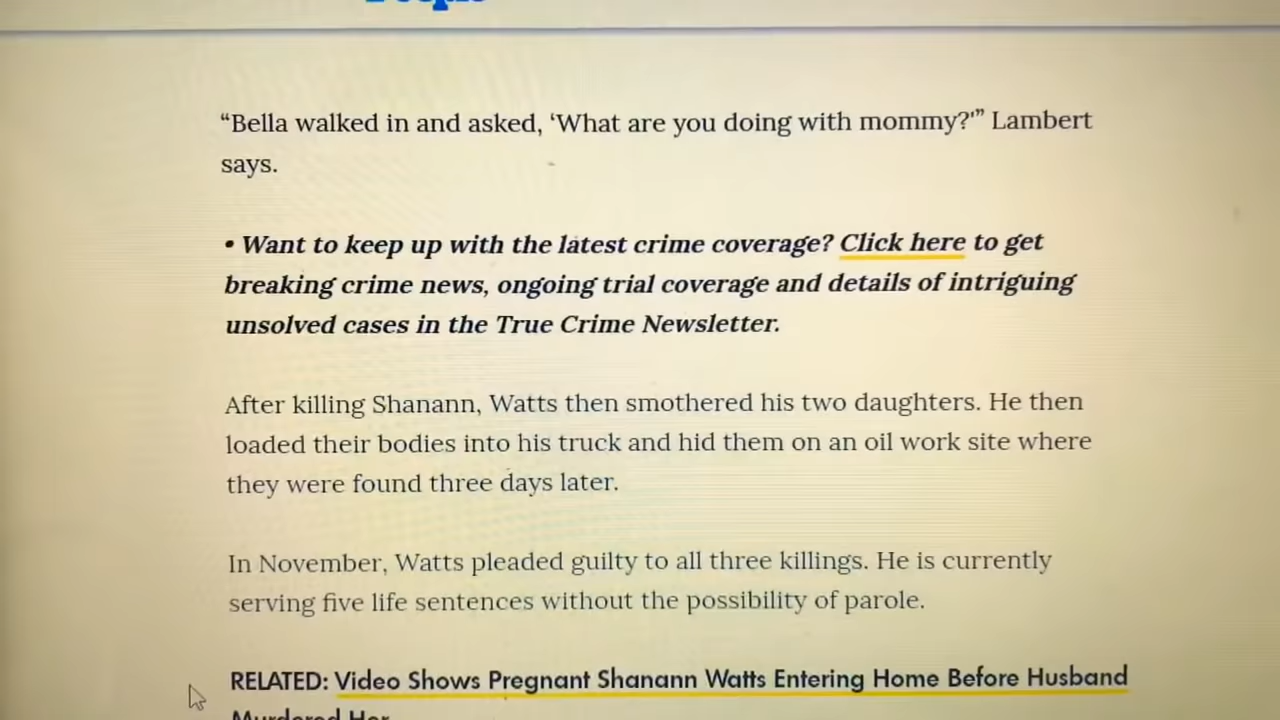 People
“Bella walked in and asked, ‘What are you doing with mommy?'” Lambert
says.
• Want to keep up with the latest crime coverage? Click here to get
breaking crime news, ongoing trial coverage and details of intriguing
unsolved cases in the True Crime Newsletter.
After killing Shanann, Watts then smothered his two daughters. He then
loaded their bodies into his truck and hid them on an oil work site where
they were found three days later.
In November, Watts pleaded guilty to all three killings. He is currently
serving five life sentences without the possibility of parole.
RELATED: Video Shows Pregnant Shanann Watts Entering Home Before Husband
Murdered Her